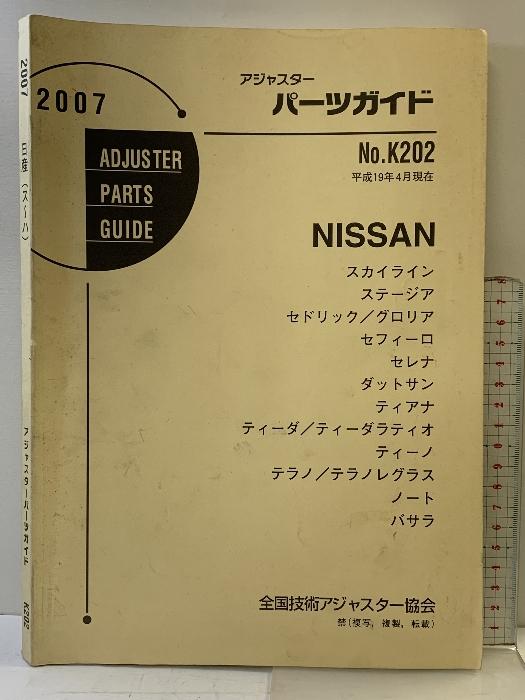 2007
アジャスター
パーツガイド
ADJUSTER
PARTS
GUIDE
No.K202
平成19年4月現在
NISSAN
スカイライン
ステージア
セドリック／グロリア
セフィーロ
セレナ
ダットサン
ティアナ
ティーダ／ティーダラティオ
ティーノ
テラノ／テラノレグラス
ノート
バサラ
全国技術アジャスター協会
禁(複写, 複製, 転載)
2007 日産（スーハ） アジャスターパーツガイド K202